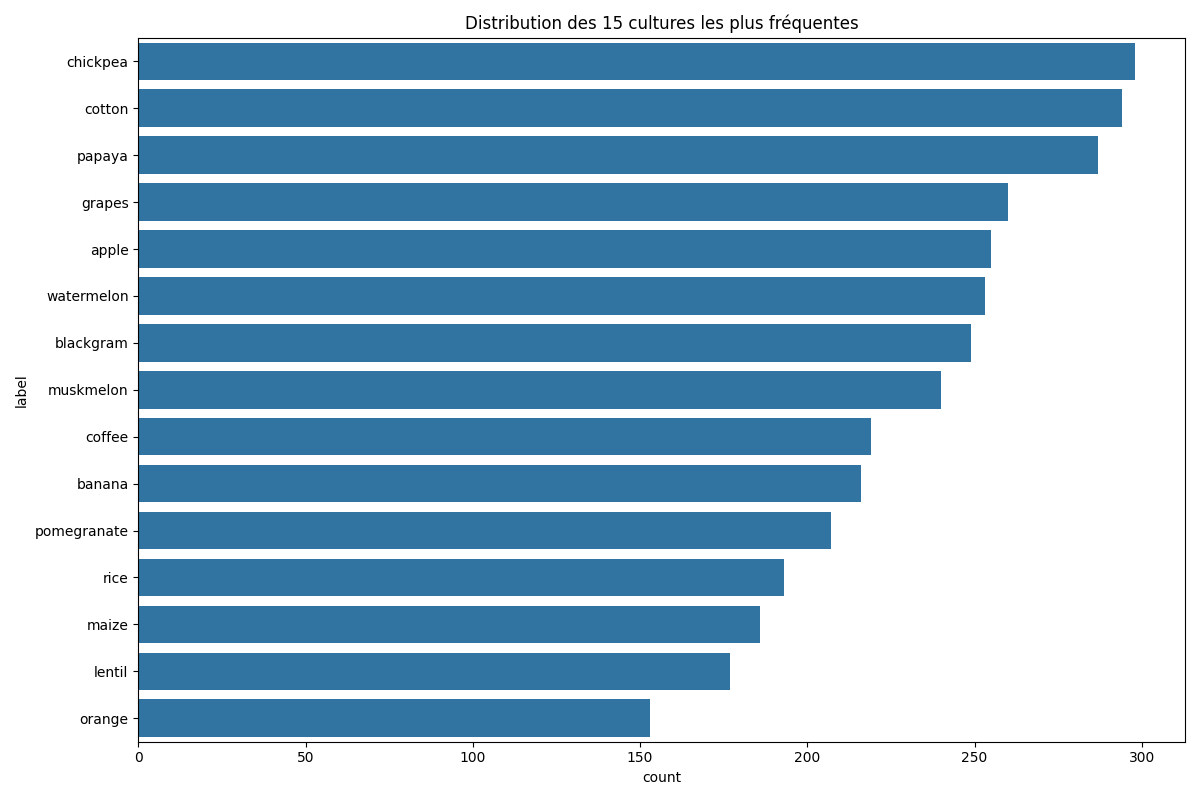 Distribution des 15 cultures les plus fréquentes
label
chickpea
cotton
papaya
grapes
apple
watermelon
blackgram
muskmelon
coffee
banana
pomegranate
rice
maize
lentil
orange
0 50 100 150 200 250 300
count